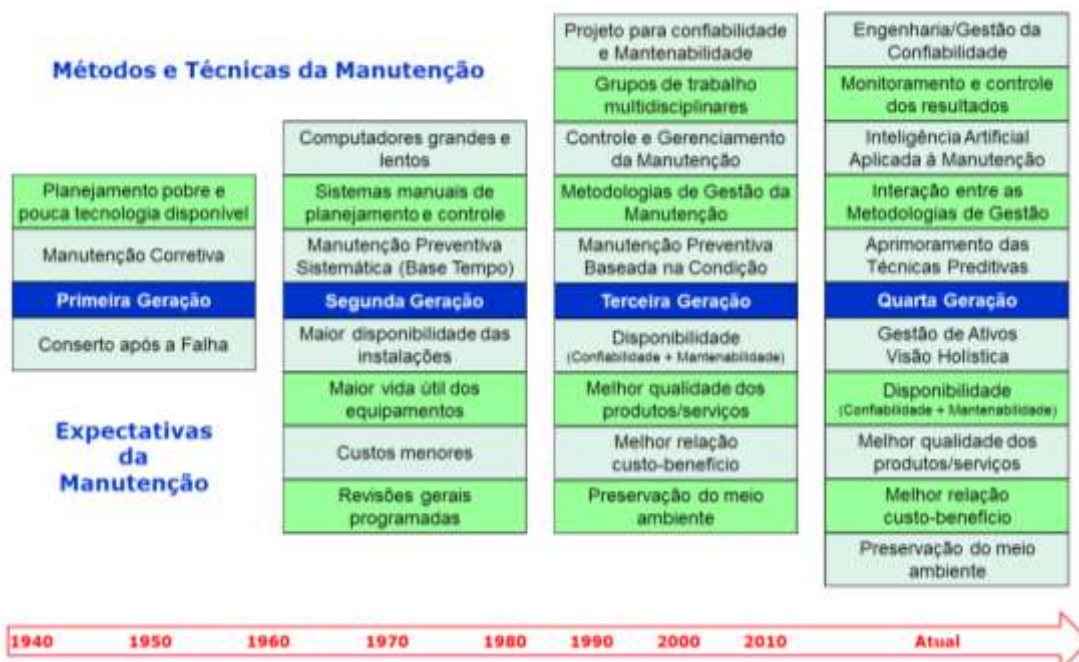 Métodos e Técnicas da Manutenção
Planejamento pobre e
pouca tecnologia disponível
Manutenção Corretiva
Primeira Geração
Conserto após a Falha
Expectativas
da
Manutenção
Computadores grandes e
lentos
Sistemas manuais de
planejamento e controle
Manutenção Preventiva
Sistemática (Base Tempo)
Segunda Geração
Maior disponibilidade das
instalações
Maior vida útil dos
equipamentos
Custos menores
Revisões gerais
programadas
Projeto para confiabilidade
e Mantenabilidade
Grupos de trabalho
multidisciplinares
Controle e Gerenciamento
da Manutenção
Metodologias de Gestão da
Manutenção
Manutenção Preventiva
Baseada na Condição
Terceira Geração
Disponibilidade
(Confiabilidade + Mantenabilidade)
Melhor qualidade dos
produtos/serviços
Melhor relação
custo-benefício
Preservação do meio
ambiente
Engenharia/Gestão da
Confiabilidade
Monitoramento e controle
dos resultados
Inteligência Artificial
Aplicada à Manutenção
Interação entre as
Metodologias de Gestão
Aprimoramento das
Técnicas Preditivas
Quarta Geração
Gestão de Ativos
Visão Holística
Disponibilidade
(Confiabilidade + Mantenabilidade)
Melhor qualidade dos
produtos/serviços
Melhor relação
custo-benefício
Preservação do meio
ambiente
1940 1950 1960 1970 1980 1990 2000 2010 Atual